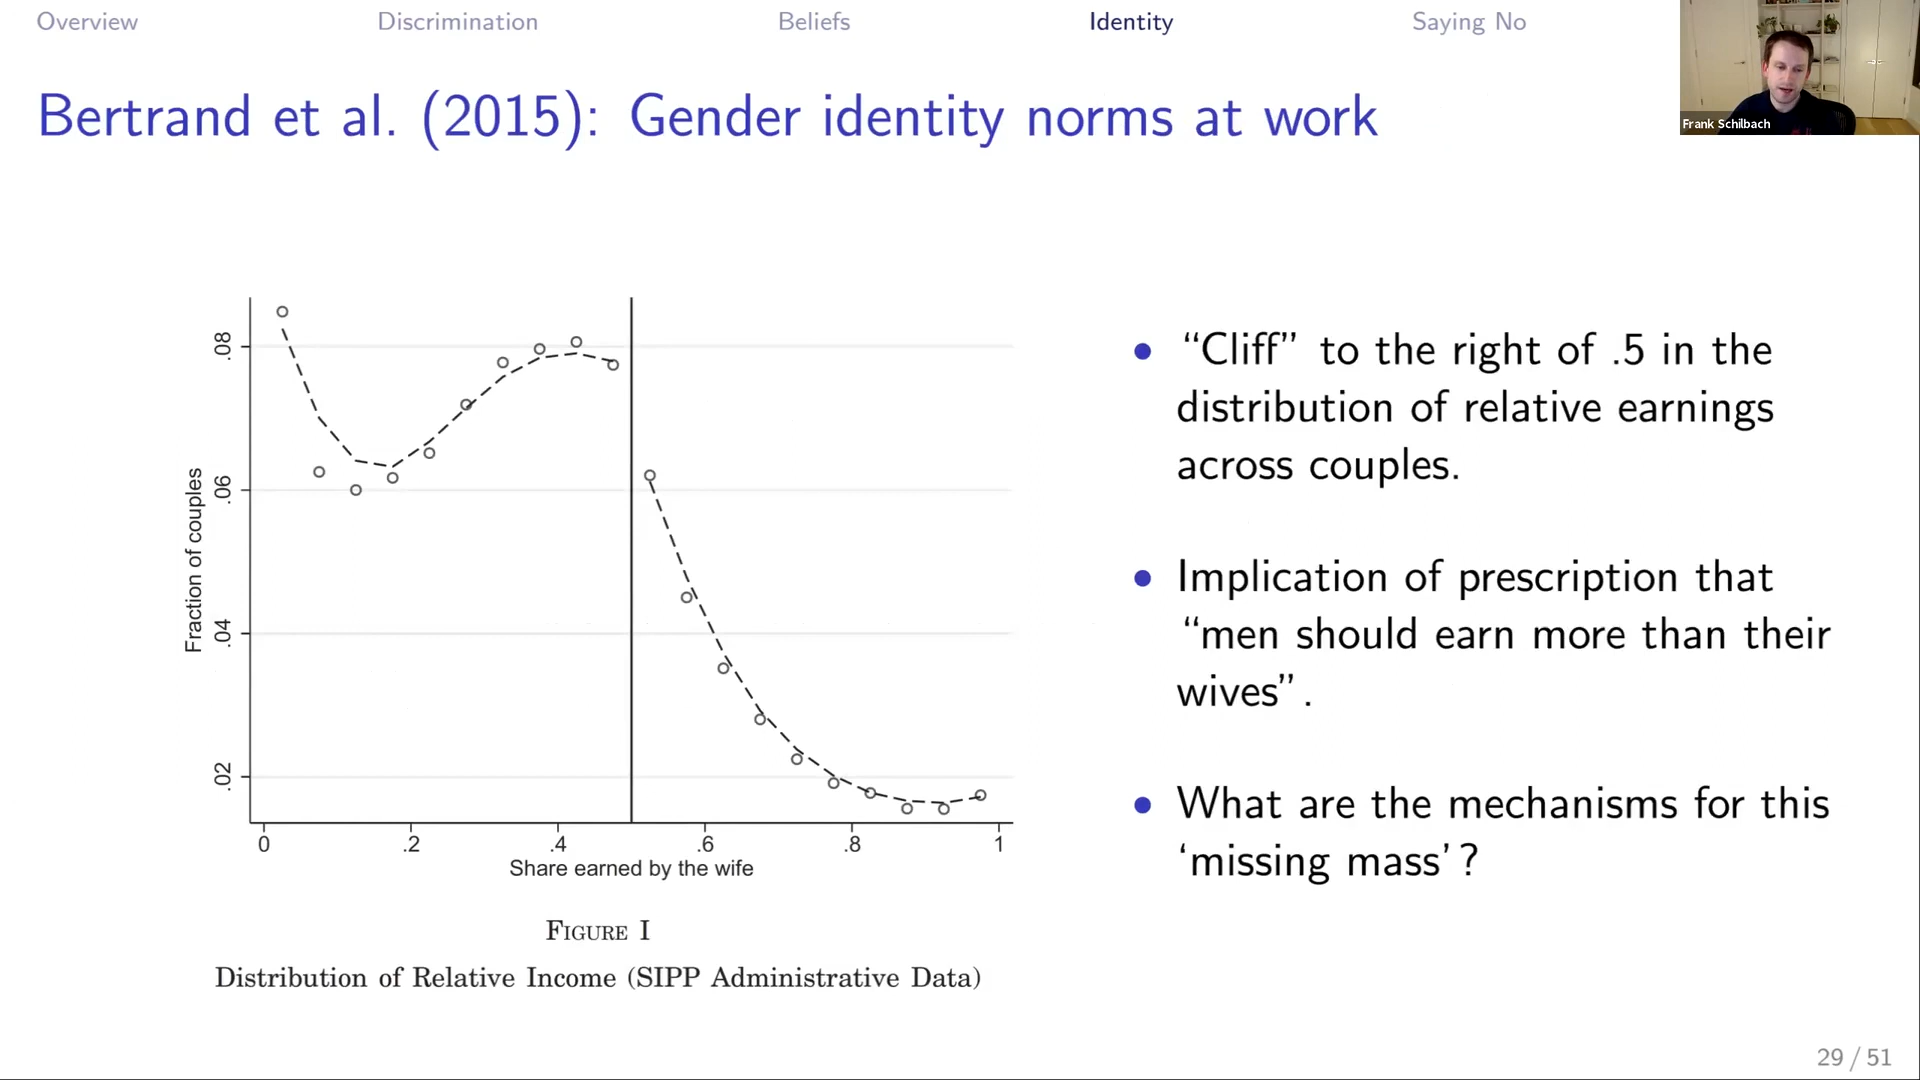 Overview Discrimination Beliefs Identity Saying No
Frank Schilbach
Bertrand et al. (2015): Gender identity norms at work
Fraction of couples
.08
.06
.04
.02
0 .2 .4 .6 .8 1
Share earned by the wife
FIGURE I
Distribution of Relative Income (SIPP Administrative Data)
• “Cliff” to the right of .5 in the
distribution of relative earnings
across couples.
• Implication of prescription that
“men should earn more than their
wives”.
• What are the mechanisms for this
‘missing mass’?
29 / 51